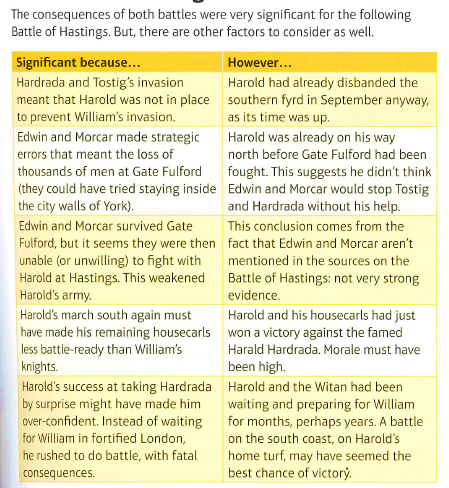 The consequences of both battles were very significant for the following
Battle of Hastings. But, there are other factors to consider as well.
Significant because...
However...
Hardrada and Tostig's invasion
meant that Harold was not in place
to prevent William's invasion.
Harold had already disbanded the
southern fyrd in September anyway,
as its time was up.
Edwin and Morcar made strategic
errors that meant the loss of
thousands of men at Gate Fulford
(they could have tried staying inside
the city walls of York).
Harold was already on his way
north before Gate Fulford had been
fought. This suggests he didn't think
Edwin and Morcar would stop Tostig
and Hardrada without his help.
Edwin and Morcar survived Gate
Fulford, but it seems they were then
unable (or unwilling) to fight with
Harold at Hastings. This weakened
Harold's army.
This conclusion comes from the
fact that Edwin and Morcar aren't
mentioned in the sources on the
Battle of Hastings: not very strong
evidence.
Harold's march south again must
have made his remaining housecarls
less battle-ready than William's
knights.
Harold and his housecarls had just
won a victory against the famed
Harald Hardrada. Morale must have
been high.
Harold's success at taking Hardrada
by surprise might have made him
over-confident. Instead of waiting
for William in fortified London,
he rushed to do battle, with fatal
consequences.
Harold and the Witan had been
waiting and preparing for William
for months, perhaps years. A battle
on the south coast, on Harold's
home turf, may have seemed the
best chance of victory.